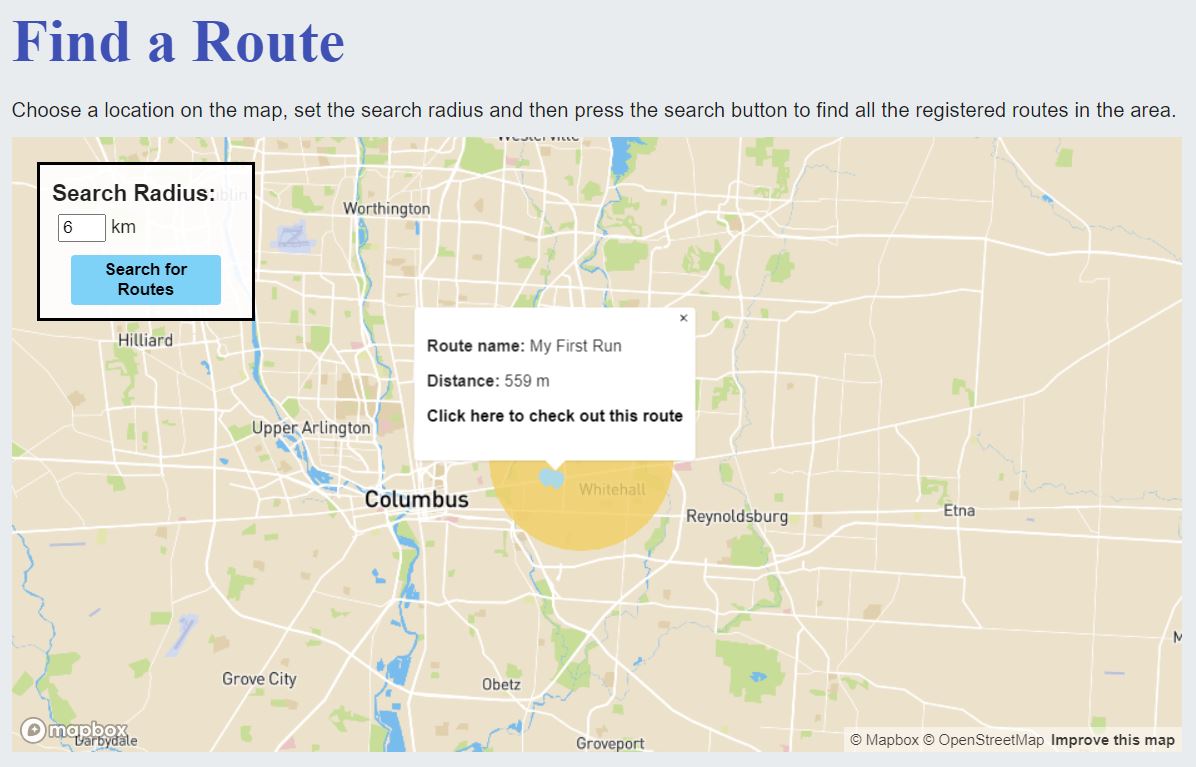 Find a Route
Choose a location on the map, set the search radius and then press the search button to find all the registered routes in the area.
Westerville
Search Radius:
6 km
Search for
Routes
Worthington
Hilliard
Route name: My First Run
×
Distance: 559 m
Click here to check out this route
Upper Arlington
Columbus
Whitehall
Reynoldsburg
Etna
Grove City
Obetz
mapbox
Darbydale
Groveport
© Mapbox © OpenStreetMap Improve this map